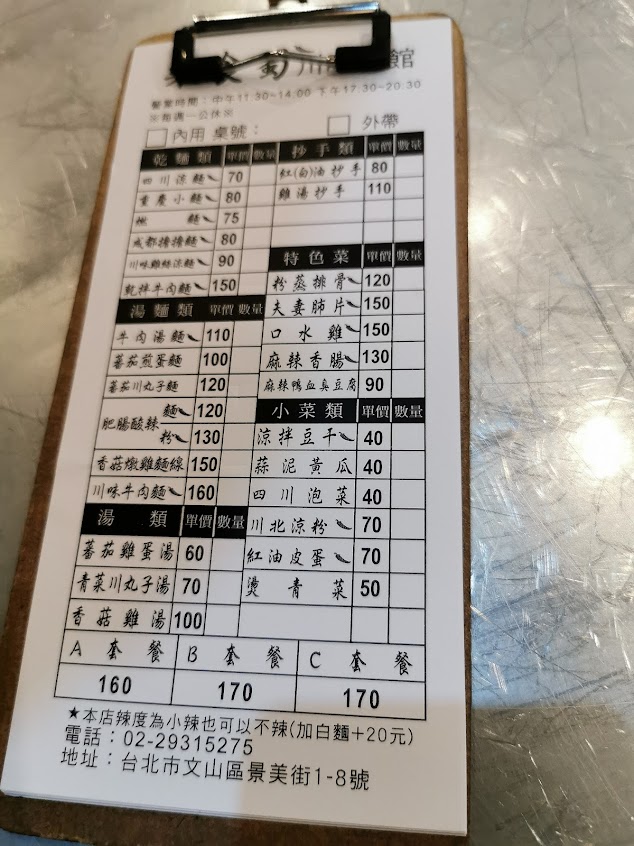 川 館
營業時間：中午11:30~14:00 下午17:30~20:30
※每週一公休※
內用 桌號： 外帶
乾麵類 單價 數量
四川涼麵 70
重慶小麵 80
麵 75
成都擔擔麵 80
川味雞絲涼麵 90
乾拌牛肉麵 150
湯麵類 單價 數量
牛肉湯麵 110
蕃茄煎蛋麵 100
蕃茄川丸子麵 120
肥腸酸辣 麵 120
粉 130
香菇燉雞麵線 150
川味牛肉麵 160
湯類 單價 數量
蕃茄雞蛋湯 60
青菜川丸子湯 70
香菇雞湯 100
抄手類 單價 數量
紅(白)油抄手 80
雞湯抄手 110
特色菜 單價 數量
粉蒸排骨 120
夫妻肺片 150
口水雞 150
麻辣香腸 130
麻辣鴨血臭豆腐 90
小菜類 單價 數量
涼拌豆干 40
蒜泥黃瓜 40
四川泡菜 40
川北涼粉 70
紅油皮蛋 70
燙青菜 50
A套餐 B套餐 C套餐
160 170 170
★本店辣度為小辣也可以不辣(加白麵+20元)
電話：02-29315275
地址：台北市文山區景美街1-8號